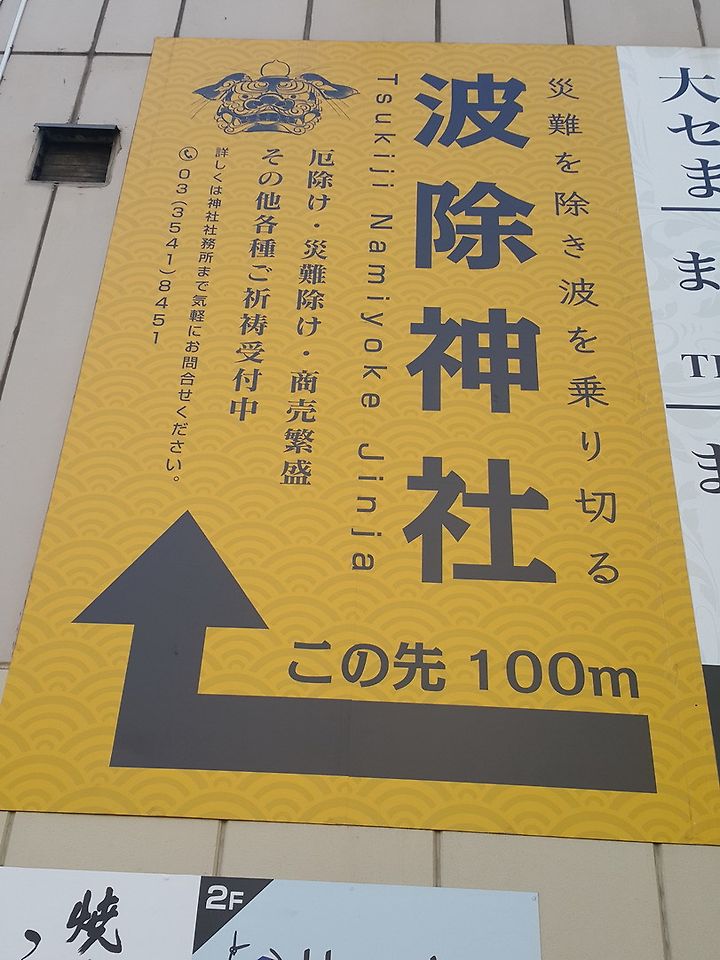 災難を除き波を乗り切る
波除神社
Tsukiji Namiyoke Jinja
厄除け・災難除け・商売繁盛
その他各種ご祈祷受付中
詳しくは神社社務所まで気軽にお問合せください。
03(3541)8451
この先 100m
大
セ
ま
ま
TE
ま
焼
2F